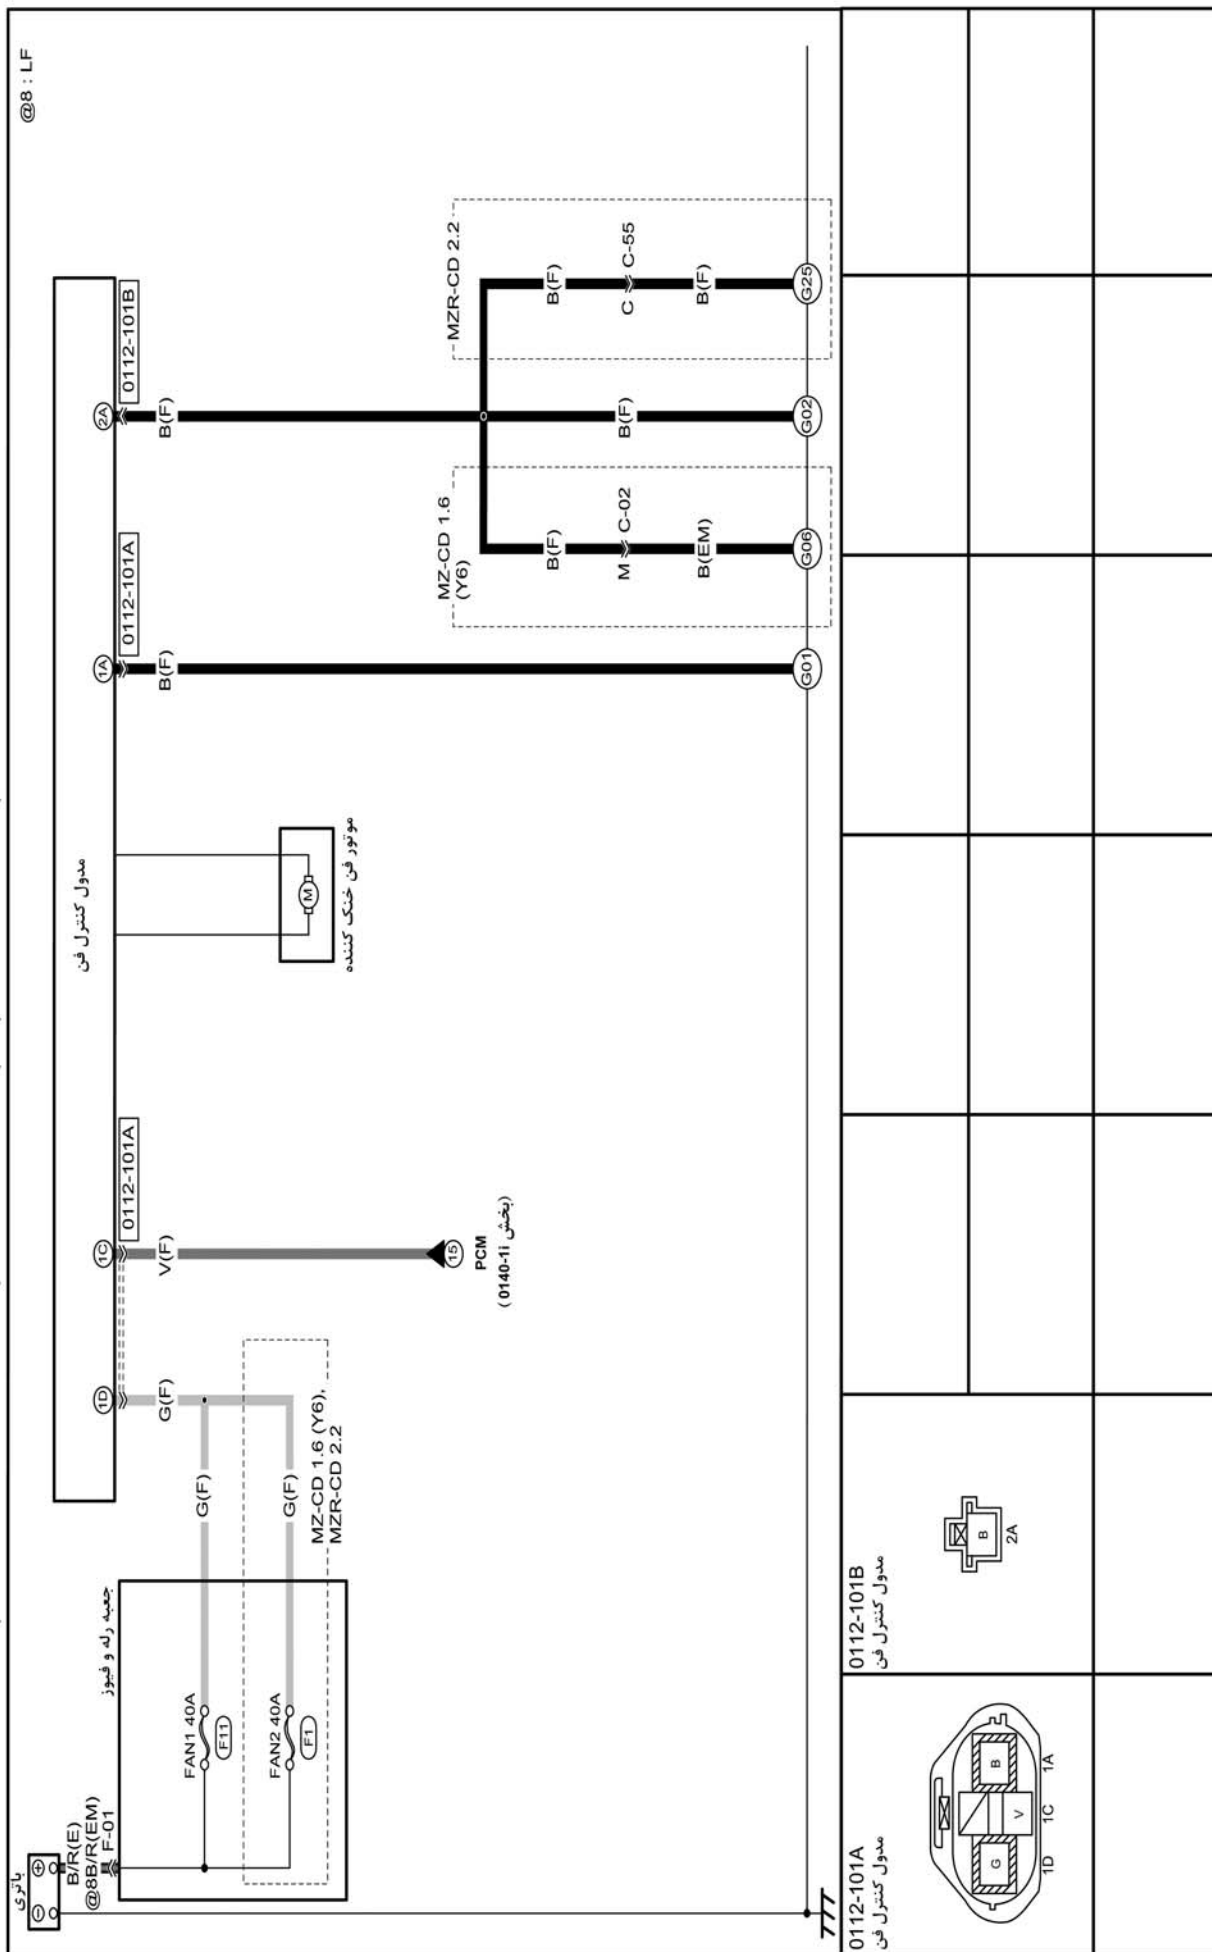 @8 : LF
باتری
B/R(E)
@8B/R(EM)
F-01
جعبه رله و فیوز
FAN1 40A
F11
FAN2 40A
F1
G(F)
G(F)
MZ-CD 1.6 (Y6),
MZR-CD 2.2
مدول کنترل فن
1D
G(F)
1C
0112-101A
V(F)
15
PCM
(بخش 0140-1i)
M
موتور فن خنک کننده
1A
0112-101A
B(F)
G01
2A
0112-101B
B(F)
MZ-CD 1.6
(Y6)
B(F)
M
C-02
B(EM)
G06
B(F)
G02
MZR-CD 2.2
B(F)
C
C-55
B(F)
G25
0112-101A
مدول کنترل فن
G
V
B
1D
1C
1A
0112-101B
مدول کنترل فن
B
2A